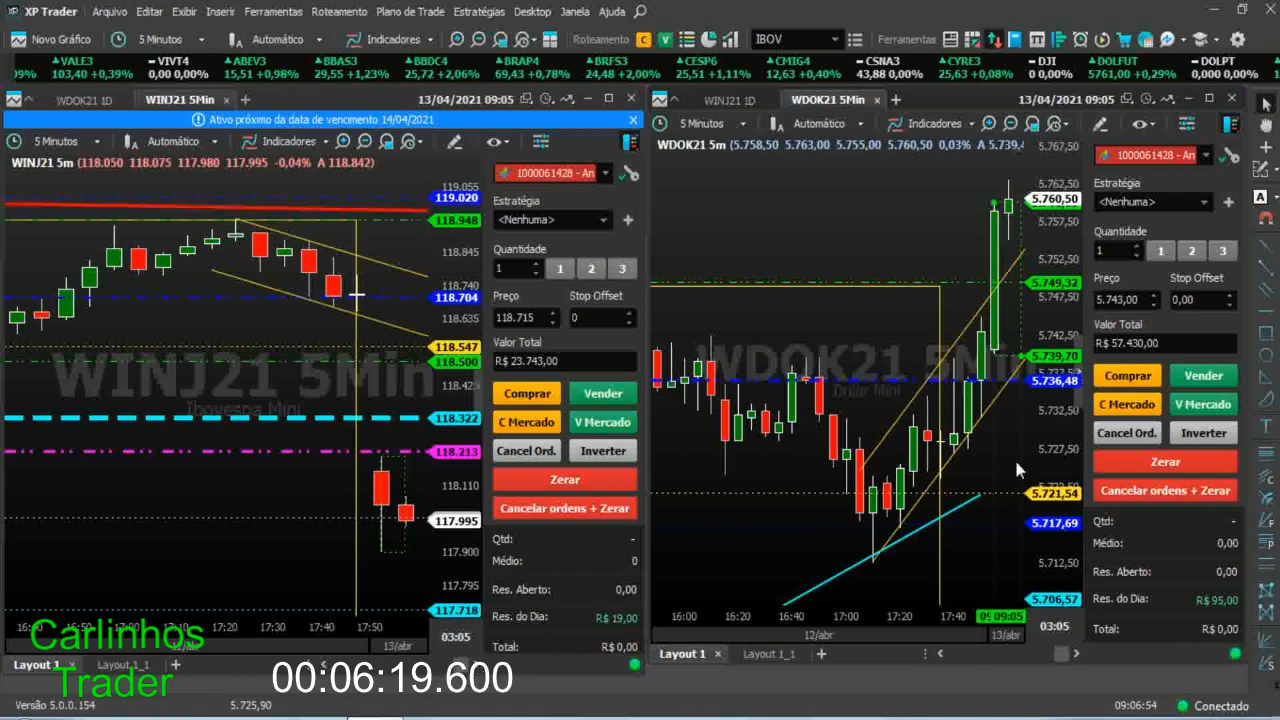 XP Trader Arquivo Editar Exibir Inserir Ferramentas Roteamento Plano de Trade Estratégias Desktop Janela Ajuda
Novo Gráfico 5 Minutos Automático Indicadores Roteamento C V IBOV Ferramentas
VALE3 VIVT4 ABEV3 BBAS3 BBDC4 BRAP4 BRFS3 CESP6 CMIG4 CSNA3 CYRE3 DJI DOLFUT DOLPT
09% 103,40 +0,39% 0,00 0,00% 15,51 +0,98% 29,55 +1,23% 25,72 +2,06% 69,43 +0,78% 24,48 +2,00% 25,51 +1,11% 12,63 +0,40% 43,88 0,00% 25,63 +0,08% 0 0,00% 5761,00 +0,29% 0,000 0,00%
WDOK21 1D WINJ21 5Min 13/04/2021 09:05
Ativo próximo da data de vencimento 14/04/2021
5 Minutos Automático Indicadores
WINJ21 5m (118.050 118.075 117.980 117.995 -0,04% A 118.842)
119.055
119.020
118.948
118.845
118.740
118.704
118.635
118.547
118.500
118.425
118.322
118.213
118.110
117.995
117.900
117.795
117.718
WINJ21 5Min
Ibovespa Mini
16:50 17:20 17:30 17:40 17:50
13/abr
03:05
1000061428 - An
Estratégia
<Nenhuma>
Quantidade
1 1 2 3
Preço Stop Offset
118.715 0
Valor Total
R$ 23.743,00
Comprar Vender
C Mercado V Mercado
Cancel Ord. Inverter
Zerar
Cancelar ordens + Zerar
Qtd: -
Médio: 0
Res. Aberto: 0,00
Res. do Dia: R$ 19,00
Total: R$ 0,00
Layout 1 Layout 1_1
WINJ21 1D WDOK21 5Min 13/04/2021 09:05
5 Minutos Automático Indicadores
WDOK21 5m (5.758,50 5.763,00 5.755,00 5.760,50 0,03% A 5.739,4
5.767,50
5.762,50
5.760,50
5.757,50
5.752,50
5.749,32
5.747,50
5.742,50
5.739,70
5.737,50
5.736,48
5.732,50
5.727,50
5.721,54
5.717,69
5.712,50
5.706,57
WDOK21 5Min
Dolar Mini
16:00 16:20 16:40 17:00 17:20 17:40 09:05
12/abr 13/abr
03:05
1000061428 - An
Estratégia
<Nenhuma>
Quantidade
1 1 2 3
Preço Stop Offset
5.743,00 0,00
Valor Total
R$ 57.430,00
Comprar Vender
C Mercado V Mercado
Cancel Ord. Inverter
Zerar
Cancelar ordens + Zerar
Qtd: -
Médio: 0,00
Res. Aberto: 0,00
Res. do Dia: R$ 95,00
Total: R$ 0,00
Layout 1 Layout 1_1
Carlinhos
Trader
00:06:19.600
Versão 5.0.0.154 5.725,90 09:06:54 Conectado